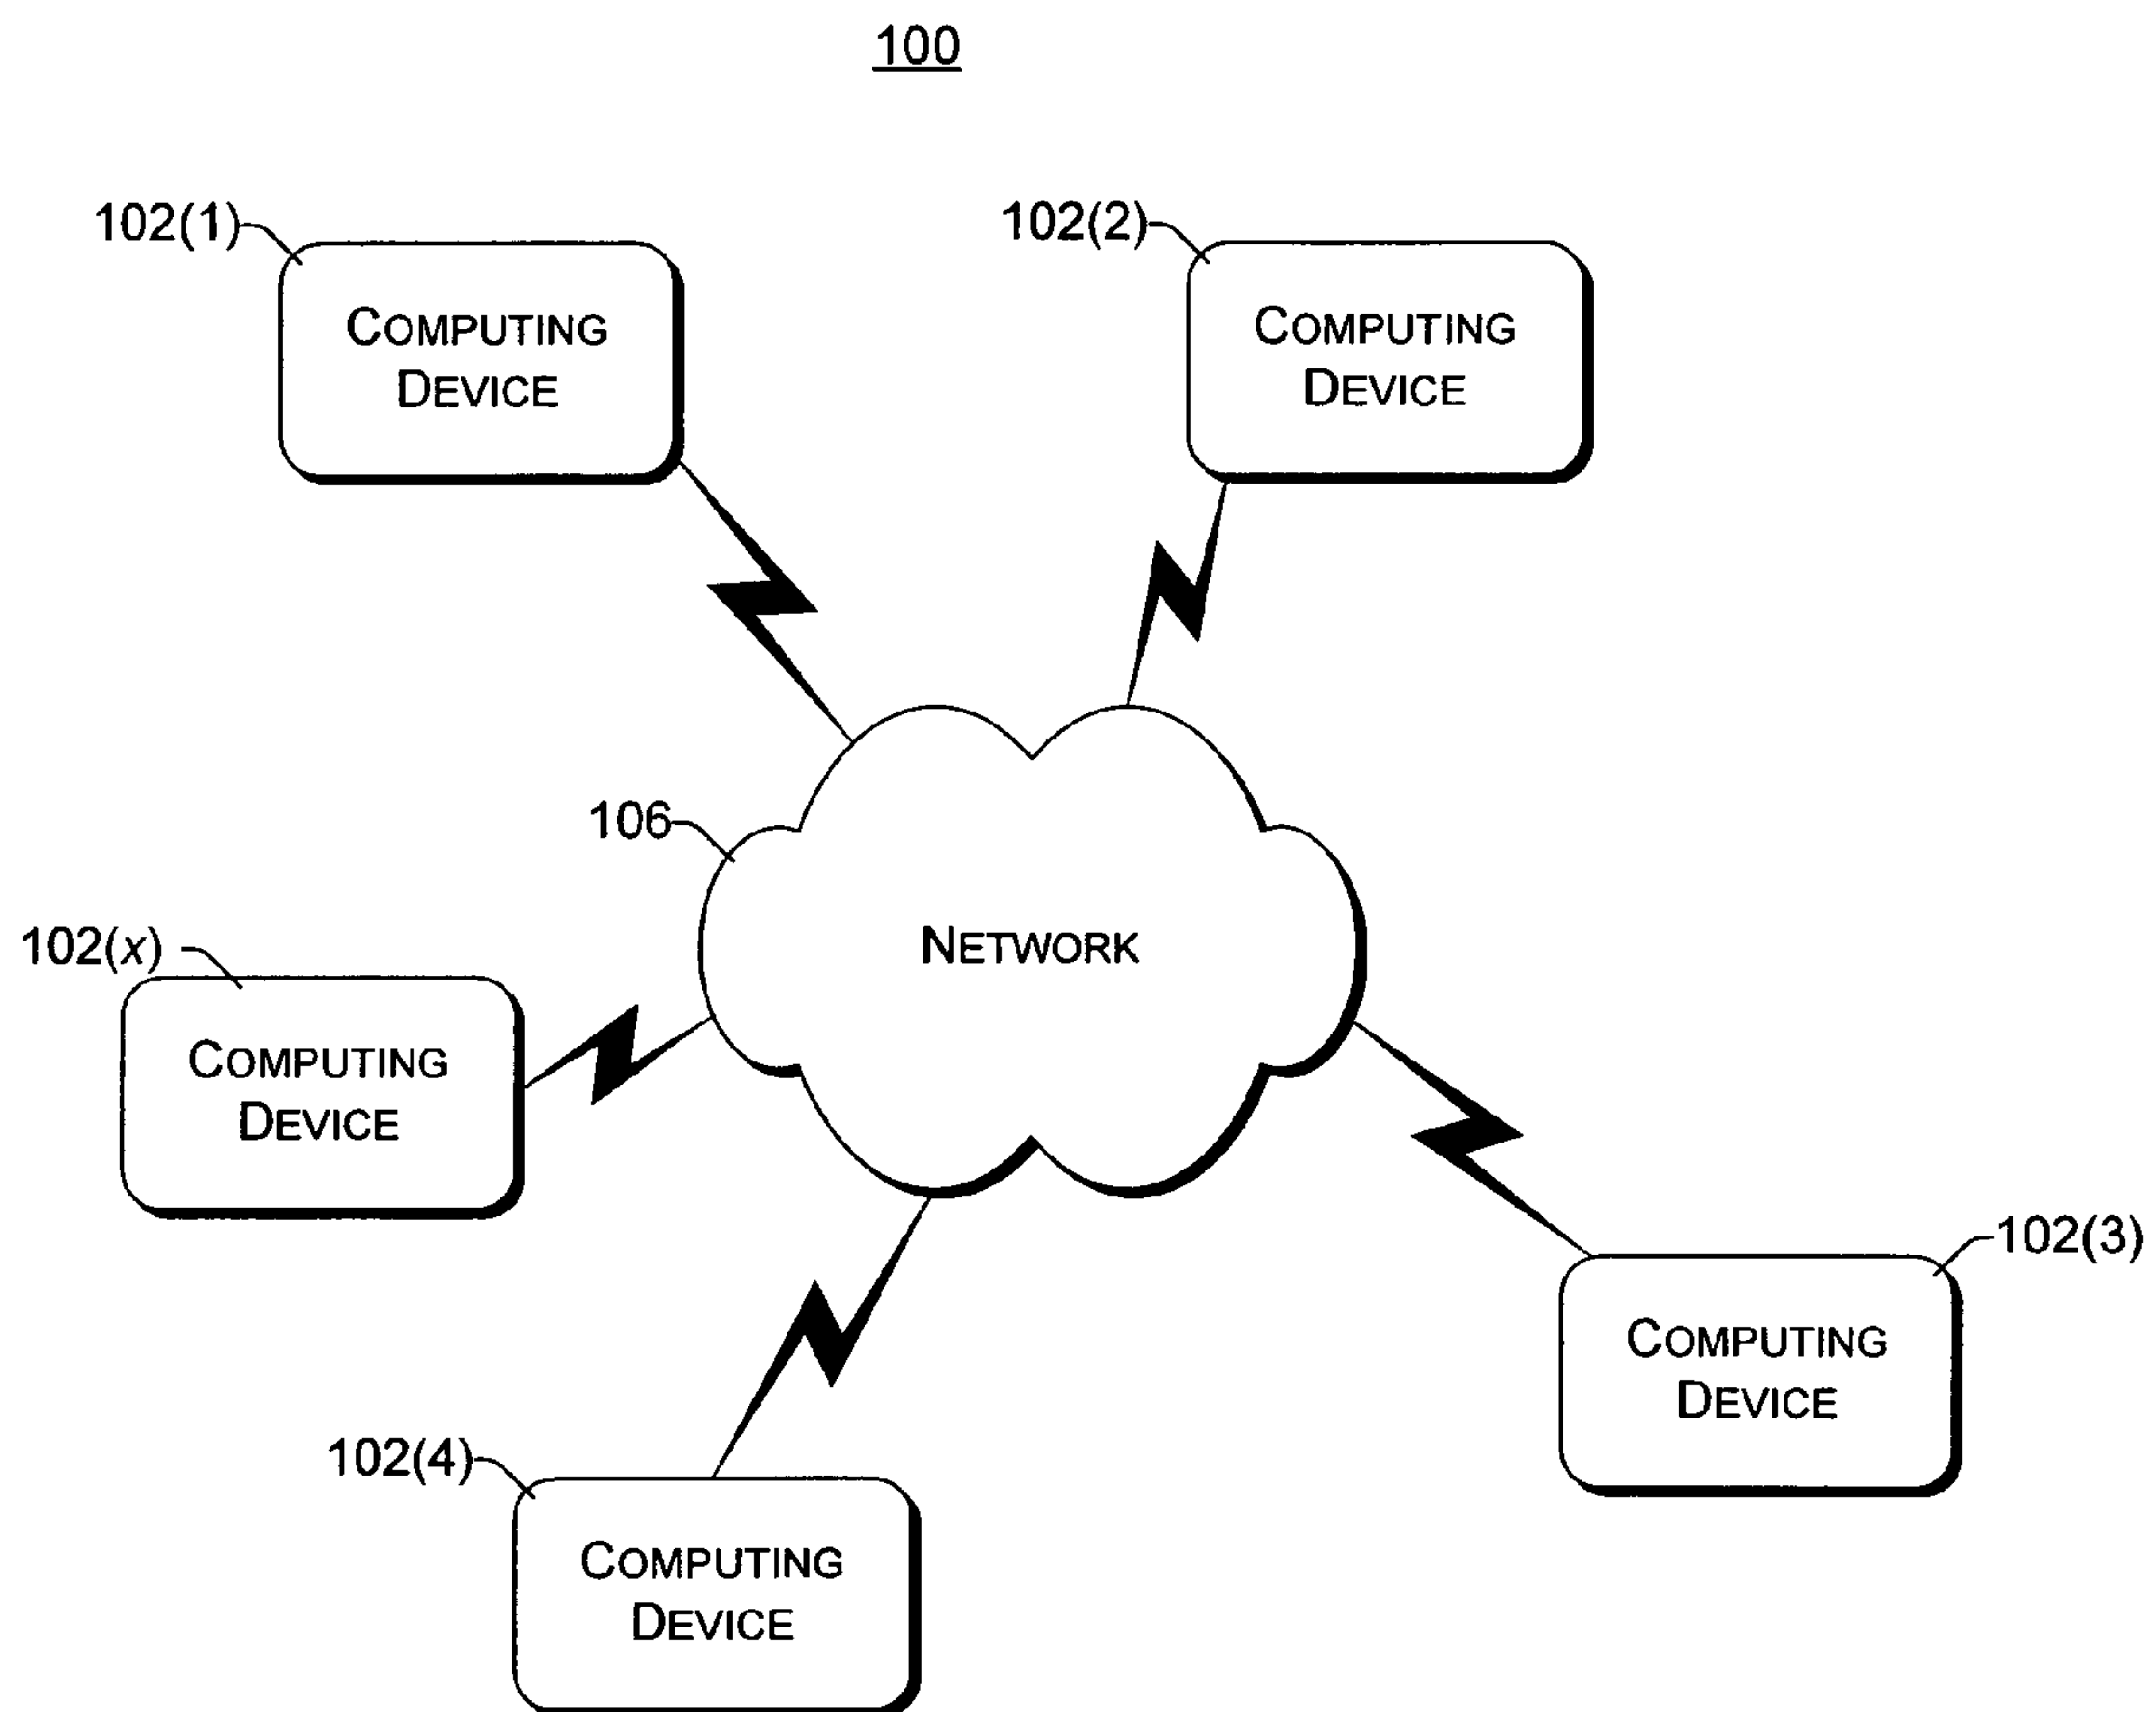 100
102(1)
COMPUTING
DEVICE
102(2)
COMPUTING
DEVICE
106
NETWORK
102(x)
COMPUTING
DEVICE
102(3)
COMPUTING
DEVICE
102(4)
COMPUTING
DEVICE